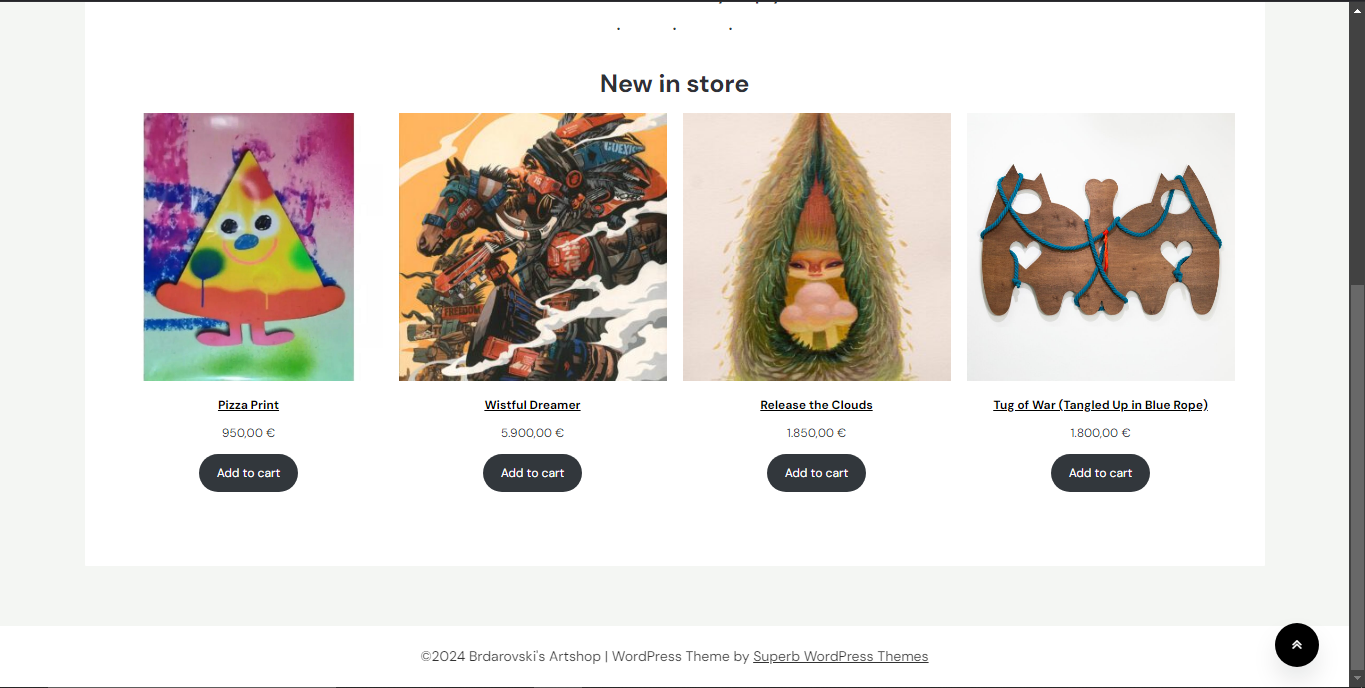 . . .
New in store
GUEXIT
FREEDOM
Pizza Print
Wistful Dreamer
Release the Clouds
Tug of War (Tangled Up in Blue Rope)
950,00 €
5.900,00 €
1.850,00 €
1.800,00 €
Add to cart
Add to cart
Add to cart
Add to cart
©2024 Brdarovski's Artshop | WordPress Theme by Superb WordPress Themes